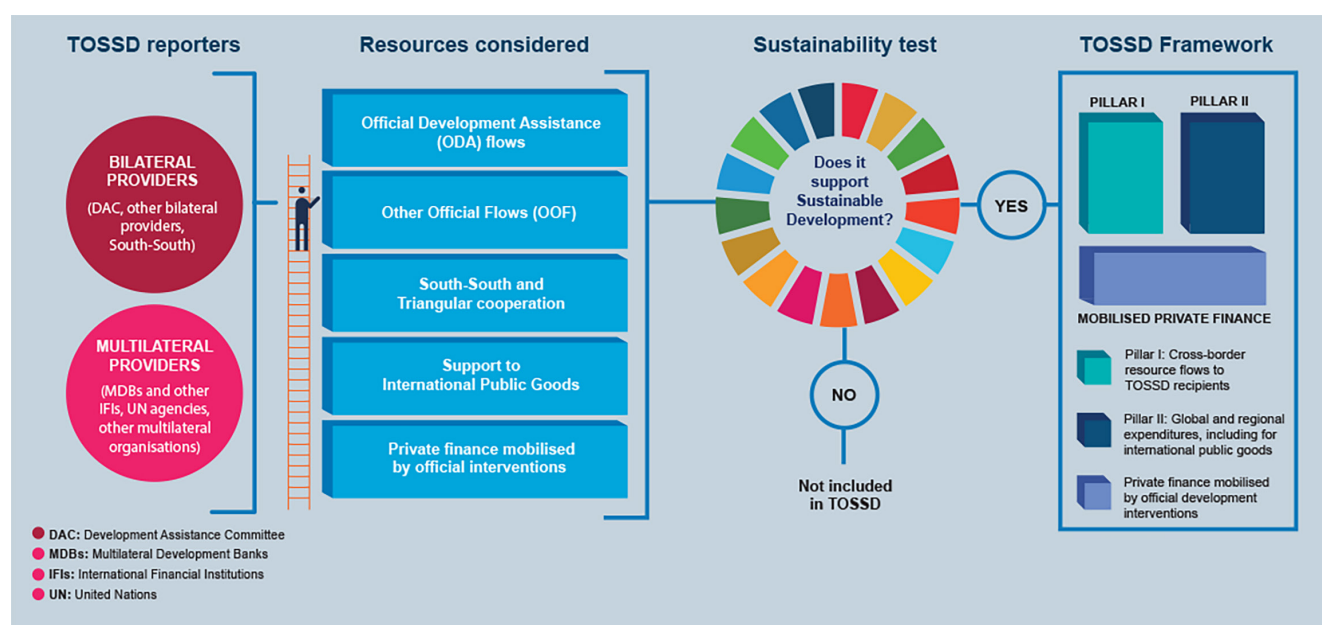 TOSSD reporters
BILATERAL
PROVIDERS
(DAC, other bilateral
providers,
South-South)
MULTILATERAL
PROVIDERS
(MDBs and other
IFIs, UN agencies,
other multilateral
organisations)
DAC: Development Assistance Committee
MDBs: Multilateral Development Banks
IFIs: International Financial Institutions
UN: United Nations
Resources considered
Official Development Assistance
(ODA) flows
Other Official Flows (OOF)
South-South and
Triangular cooperation
Support to
International Public Goods
Private finance mobilised
by official interventions
Sustainability test
Does it
support
Sustainable
Development?
YES
NO
Not included
in TOSSD
TOSSD Framework
PILLAR I
PILLAR II
MOBILISED PRIVATE FINANCE
Pillar I: Cross-border
resource flows to
TOSSD recipients
Pillar II: Global and regional
expenditures, including for
international public goods
Private finance mobilised
by official development
interventions